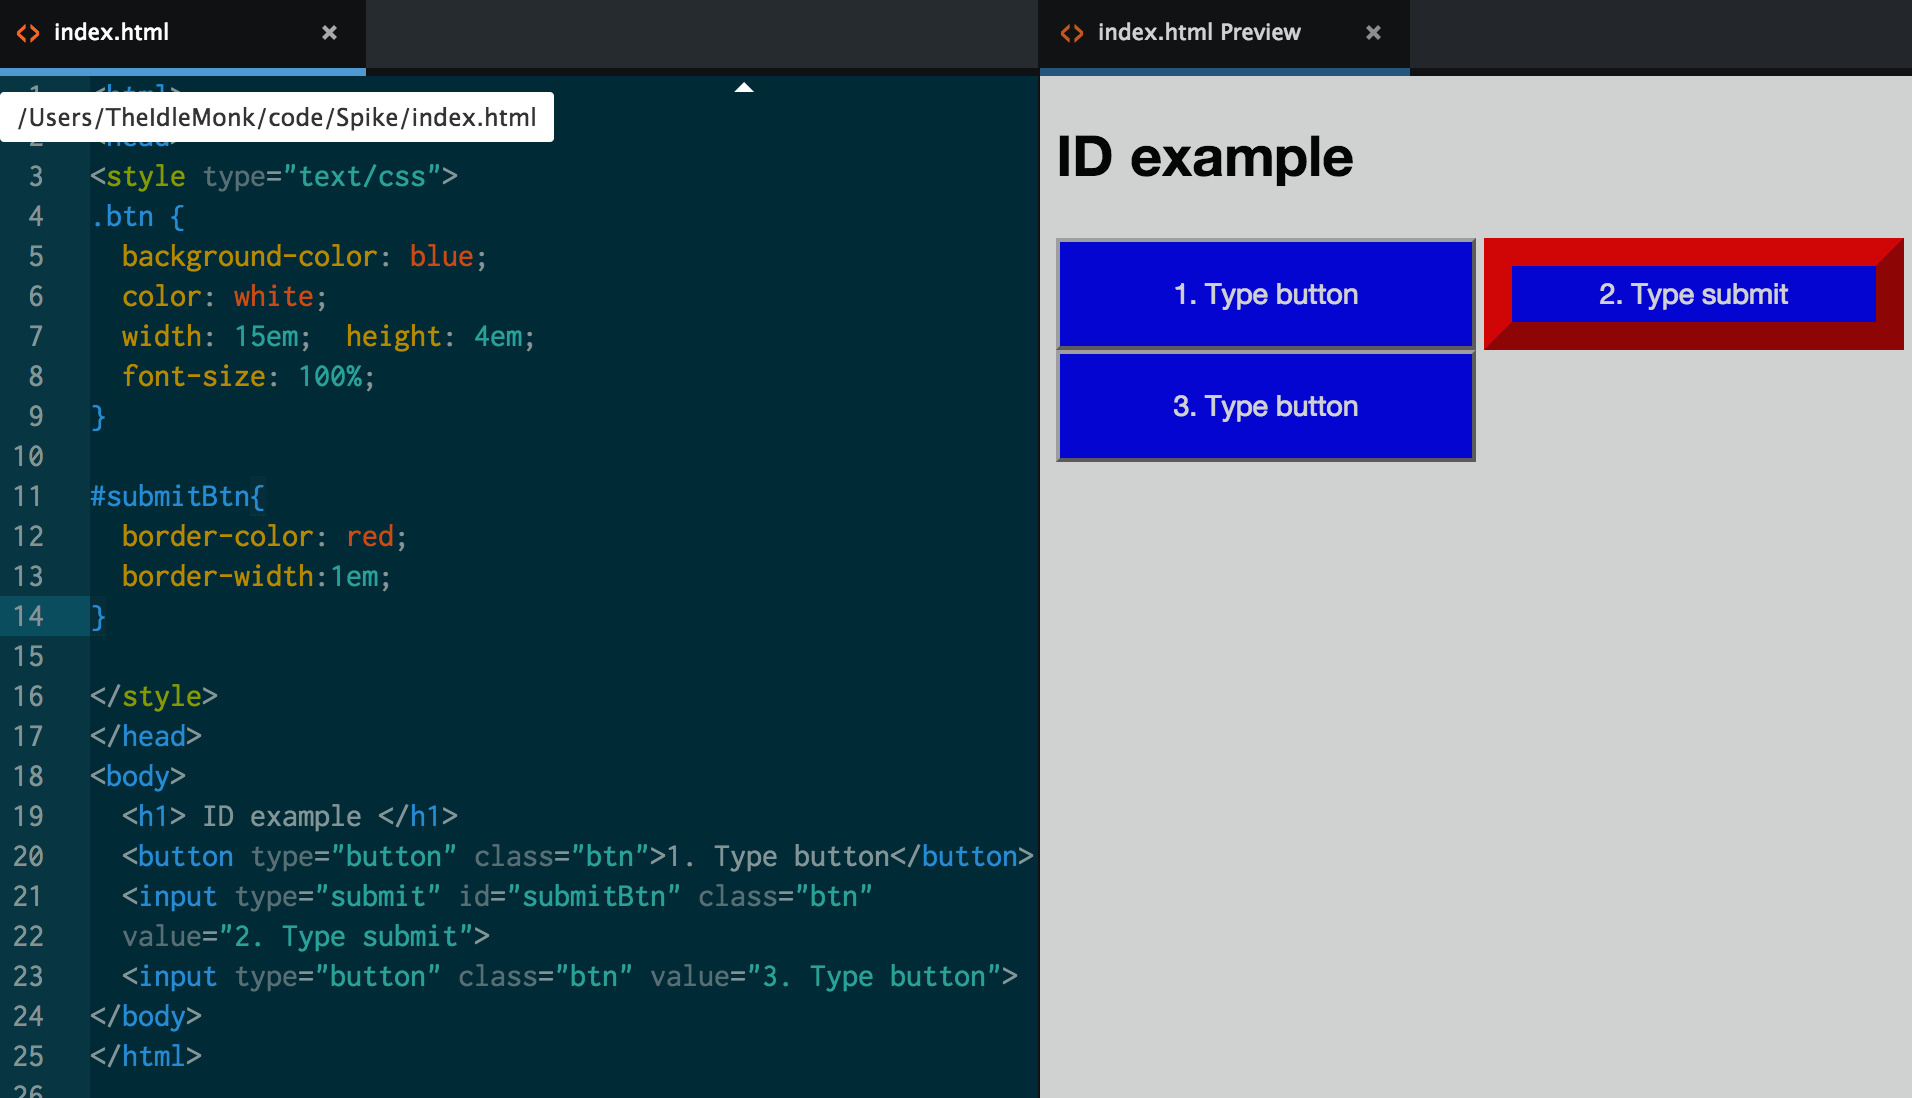 index.html
index.html Preview
1 <html>
/Users/TheIdleMonk/code/Spike/index.html
2 <head>
3 <style type="text/css">
4 .btn {
5 background-color: blue;
6 color: white;
7 width: 15em;  height: 4em;
8 font-size: 100%;
9 }
10
11 #submitBtn{
12 border-color: red;
13 border-width:1em;
14 }
15
16 </style>
17 </head>
18 <body>
19 <h1> ID example </h1>
20 <button type="button" class="btn">1. Type button</button>
21 <input type="submit" id="submitBtn" class="btn"
22 value="2. Type submit">
23 <input type="button" class="btn" value="3. Type button">
24 </body>
25 </html>
26
ID example
1. Type button
2. Type submit
3. Type button